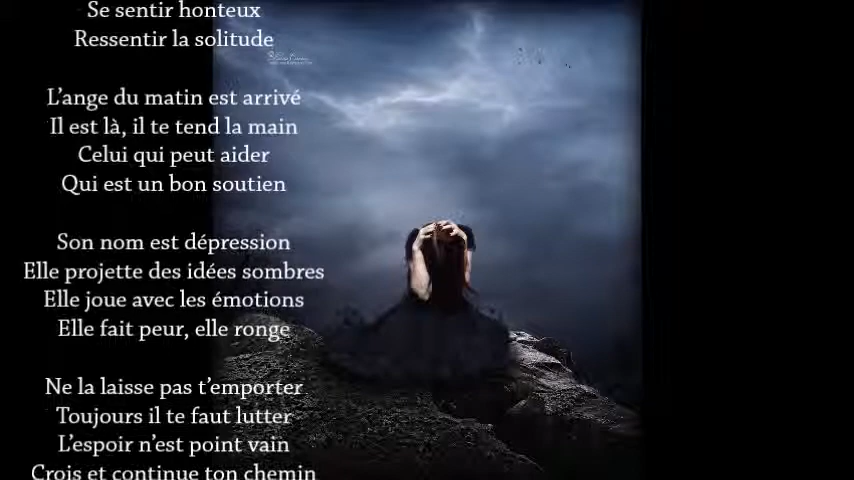 Se sentir honteux
Ressentir la solitude
L'ange du matin est arrivé
Il est là, il te tend la main
Celui qui peut aider
Qui est un bon soutien
Son nom est dépression
Elle projette des idées sombres
Elle joue avec les émotions
Elle fait peur, elle ronge
Ne la laisse pas t'emporter
Toujours il te faut lutter
L'espoir n'est point vain
Crois et continue ton chemin